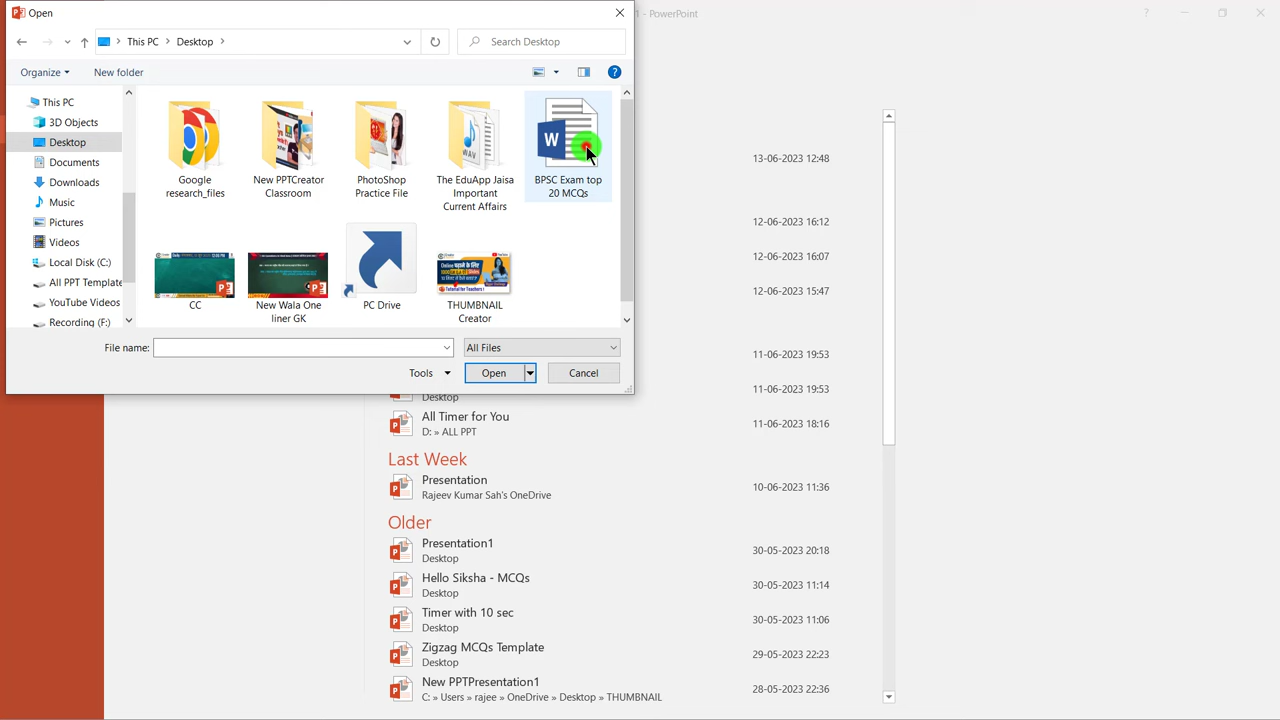 Open
1 - PowerPoint
This PC
Desktop
Search Desktop
Organize
New folder
This PC
3D Objects
Desktop
Documents
Downloads
Music
Pictures
Videos
Local Disk (C:)
All PPT Template
YouTube Videos
Recording (F:)
Google
research_files
New PPTCreator
Classroom
PhotoShop
Practice File
The EduApp Jaisa
Important
Current Affairs
BPSC Exam top
20 MCQs
CC
New Wala One
liner GK
PC Drive
THUMBNAIL
Creator
File name:
All Files
Tools
Open
Cancel
13-06-2023 12:48
12-06-2023 16:12
12-06-2023 16:07
12-06-2023 15:47
11-06-2023 19:53
Desktop
11-06-2023 19:53
All Timer for You
D: » ALL PPT
11-06-2023 18:16
Last Week
Presentation
Rajeev Kumar Sah's OneDrive
10-06-2023 11:36
Older
Presentation1
Desktop
30-05-2023 20:18
Hello Siksha - MCQs
Desktop
30-05-2023 11:14
Timer with 10 sec
Desktop
30-05-2023 11:06
Zigzag MCQs Template
Desktop
29-05-2023 22:23
New PPTPresentation1
C: » Users » rajee » OneDrive » Desktop » THUMBNAIL
28-05-2023 22:36